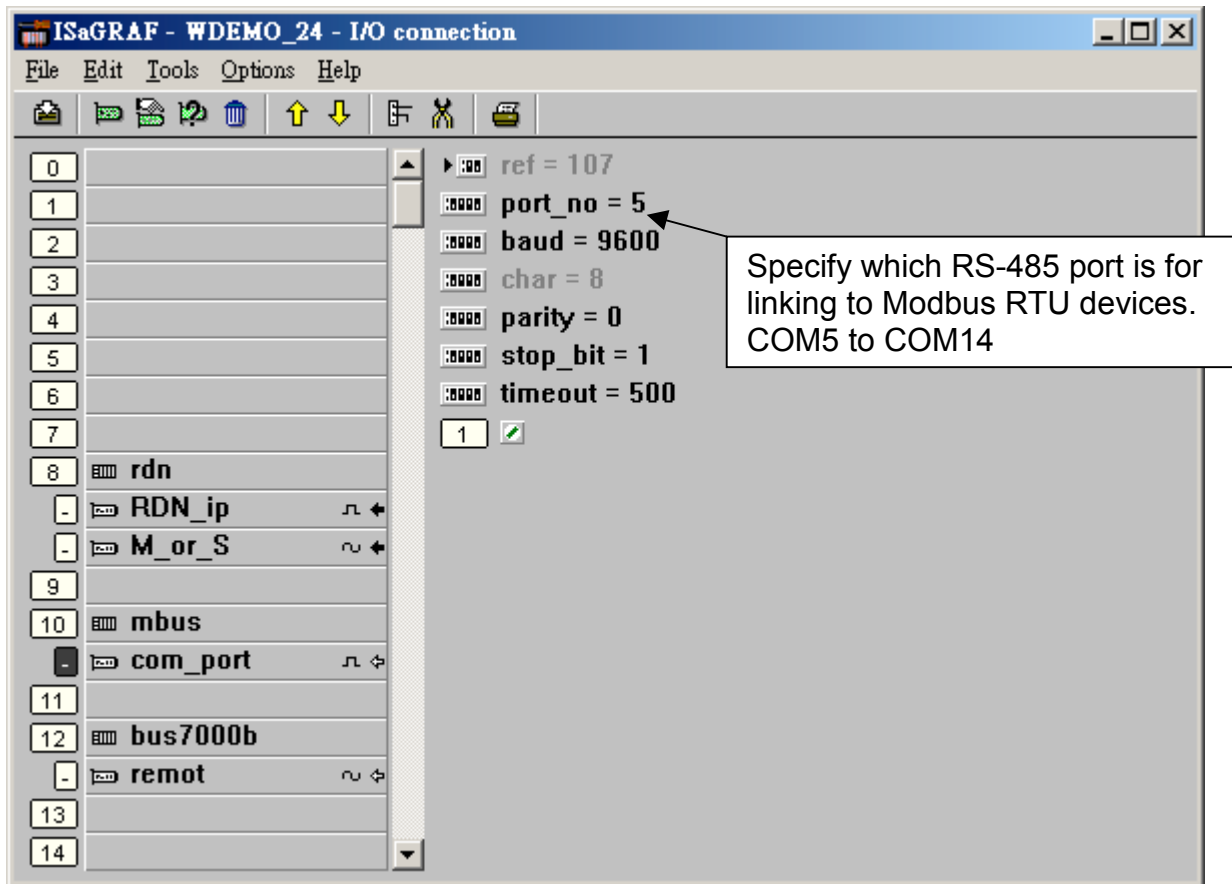 ISaGRAF - WDEMO_24 - I/O connection
File Edit Tools Options Help
0
1
2
3
4
5
6
7
8 rdn
- RDN_ip
- M_or_S
9
10 mbus
- com_port
11
12 bus7000b
- remot
13
14
ref = 107
port_no = 5
baud = 9600
char = 8
parity = 0
stop_bit = 1
timeout = 500
1
Specify which RS-485 port is for
linking to Modbus RTU devices.
COM5 to COM14